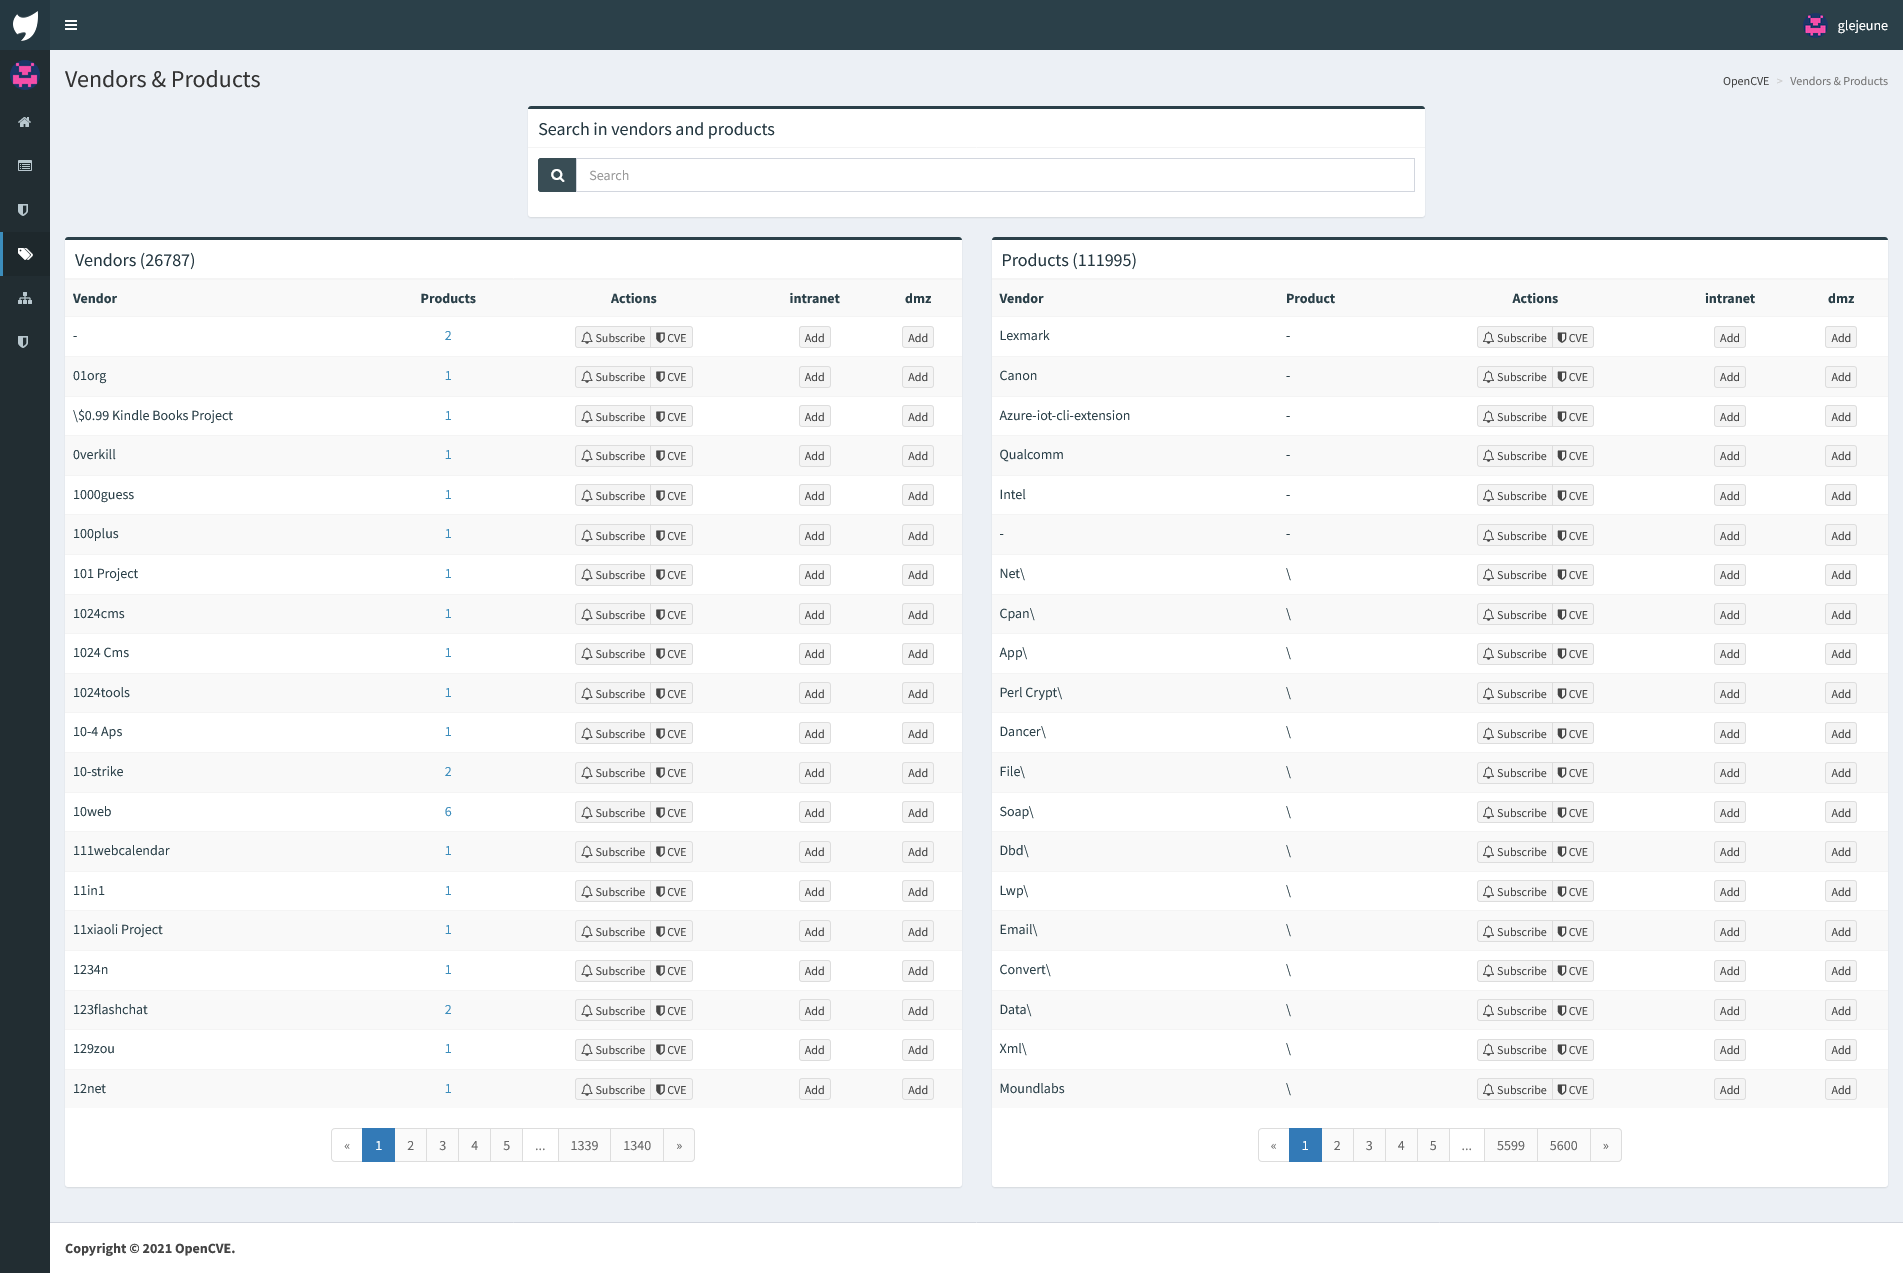 glejeune
Vendors & Products
OpenCVE > Vendors & Products
Search in vendors and products
Search
Vendors (26787)
Vendor Products Actions intranet dmz
- 2 Subscribe CVE Add Add
01org 1 Subscribe CVE Add Add
\$0.99 Kindle Books Project 1 Subscribe CVE Add Add
0verkill 1 Subscribe CVE Add Add
1000guess 1 Subscribe CVE Add Add
100plus 1 Subscribe CVE Add Add
101 Project 1 Subscribe CVE Add Add
1024cms 1 Subscribe CVE Add Add
1024 Cms 1 Subscribe CVE Add Add
1024tools 1 Subscribe CVE Add Add
10-4 Aps 1 Subscribe CVE Add Add
10-strike 2 Subscribe CVE Add Add
10web 6 Subscribe CVE Add Add
111webcalendar 1 Subscribe CVE Add Add
11in1 1 Subscribe CVE Add Add
11xiaoli Project 1 Subscribe CVE Add Add
1234n 1 Subscribe CVE Add Add
123flashchat 2 Subscribe CVE Add Add
129zou 1 Subscribe CVE Add Add
12net 1 Subscribe CVE Add Add
« 1 2 3 4 5 ... 1339 1340 »
Products (111995)
Vendor Product Actions intranet dmz
Lexmark - Subscribe CVE Add Add
Canon - Subscribe CVE Add Add
Azure-iot-cli-extension - Subscribe CVE Add Add
Qualcomm - Subscribe CVE Add Add
Intel - Subscribe CVE Add Add
- - Subscribe CVE Add Add
Net\ \ Subscribe CVE Add Add
Cpan\ \ Subscribe CVE Add Add
App\ \ Subscribe CVE Add Add
Perl Crypt\ \ Subscribe CVE Add Add
Dancer\ \ Subscribe CVE Add Add
File\ \ Subscribe CVE Add Add
Soap\ \ Subscribe CVE Add Add
Dbd\ \ Subscribe CVE Add Add
Lwp\ \ Subscribe CVE Add Add
Email\ \ Subscribe CVE Add Add
Convert\ \ Subscribe CVE Add Add
Data\ \ Subscribe CVE Add Add
Xml\ \ Subscribe CVE Add Add
Moundlabs \ Subscribe CVE Add Add
« 1 2 3 4 5 ... 5599 5600 »
Copyright © 2021 OpenCVE.